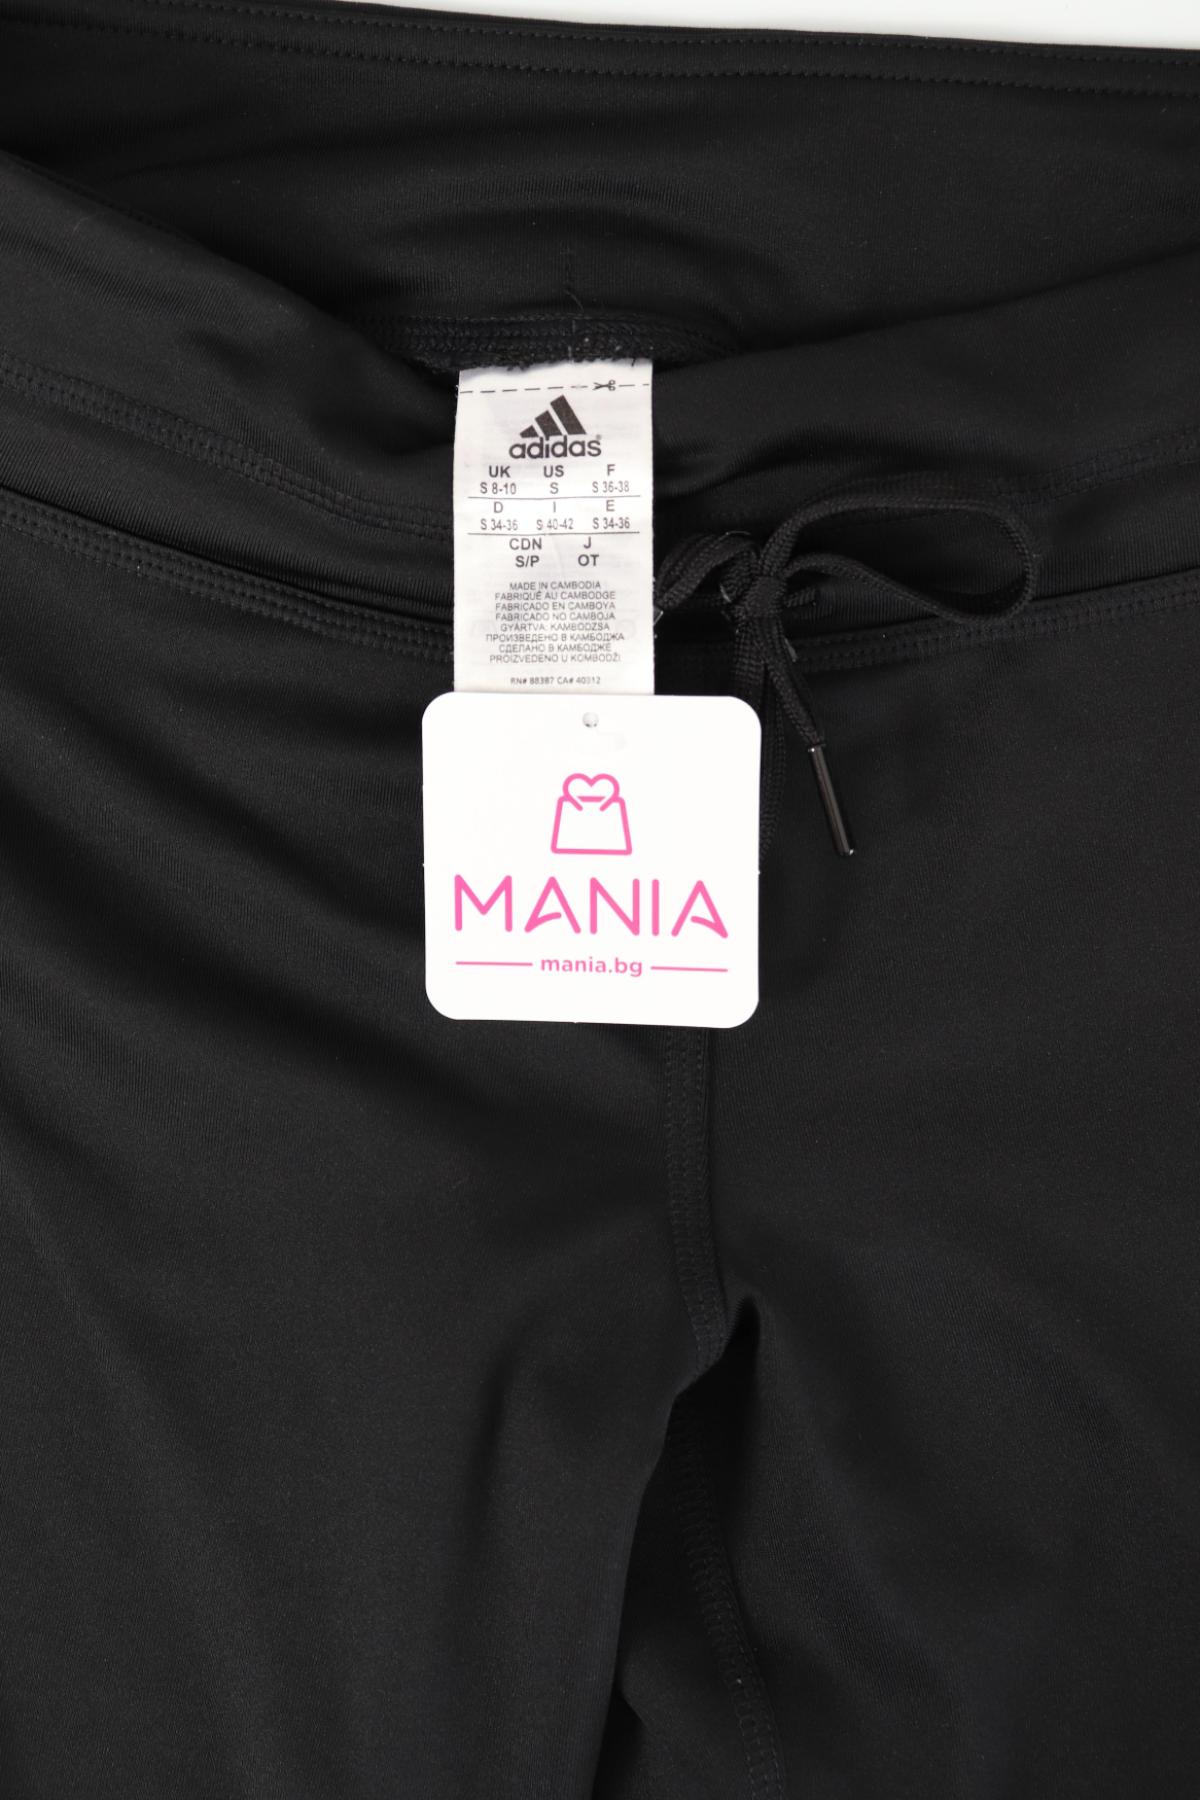 adidas
UK US F
S 8-10 S S 36-38
D I E
S 34-36 S 40-42 S 34-36
CDN J
S/P OT
MADE IN CAMBODIA
FABRIQUÉ AU CAMBODGE
FABRICADO EN CAMBOYA
FABRICADO NO CAMBOJA
GYÁRTVA: KAMBODZSA
ПРОИЗВЕДЕНО В КАМБОДЖА
СДЕЛАНО В КАМБОДЖЕ
PROIZVEDENO U KOMBODŽI
RN# 88387 CA# 40312
MANIA
mania.bg